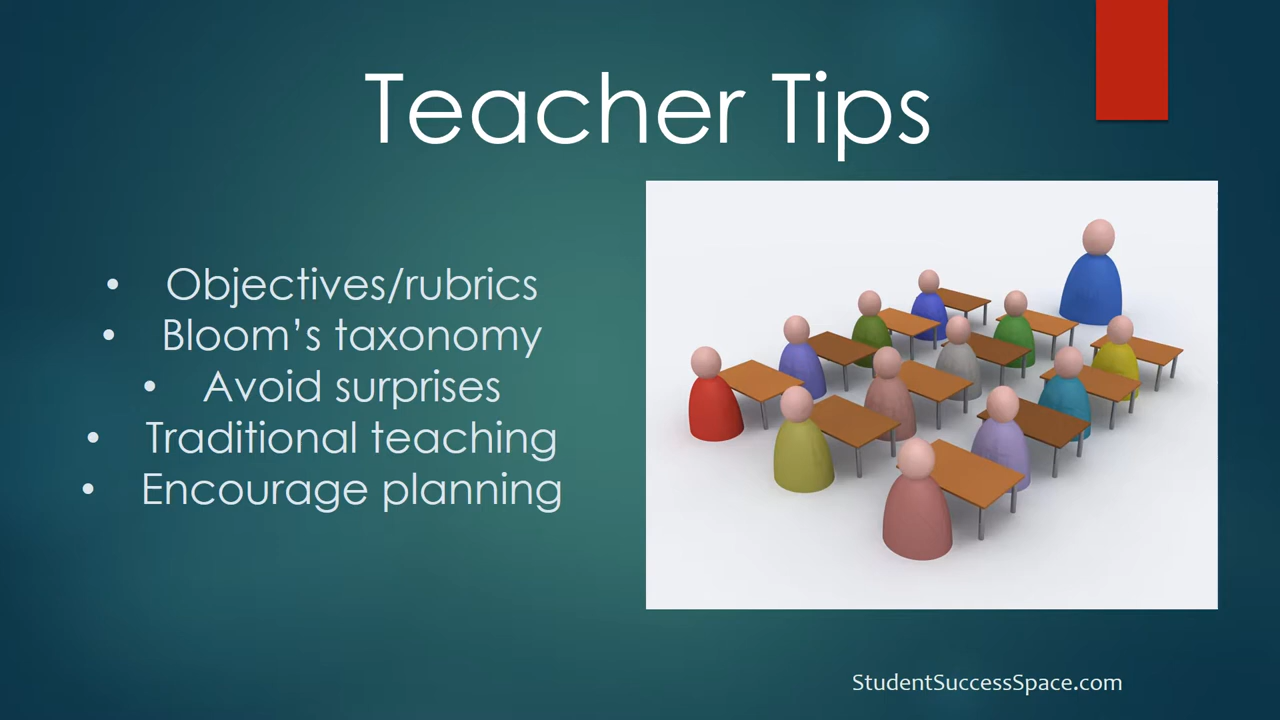 Teacher Tips
• Objectives/rubrics
• Bloom’s taxonomy
• Avoid surprises
• Traditional teaching
• Encourage planning
StudentSuccessSpace.com